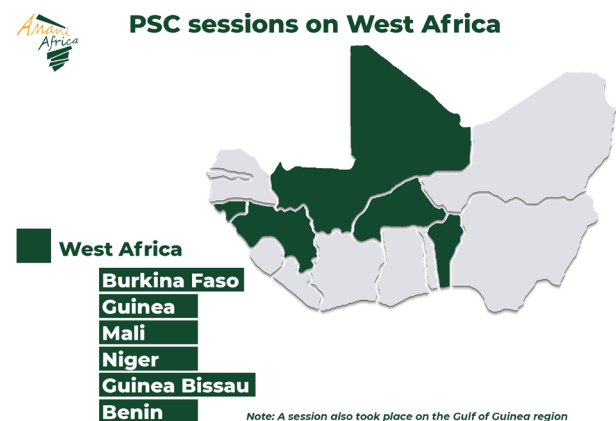 Amani
Africa
PSC sessions on West Africa
West Africa
Burkina Faso
Guinea
Mali
Niger
Guinea Bissau
Benin
Note: A session also took place on the Gulf of Guinea region